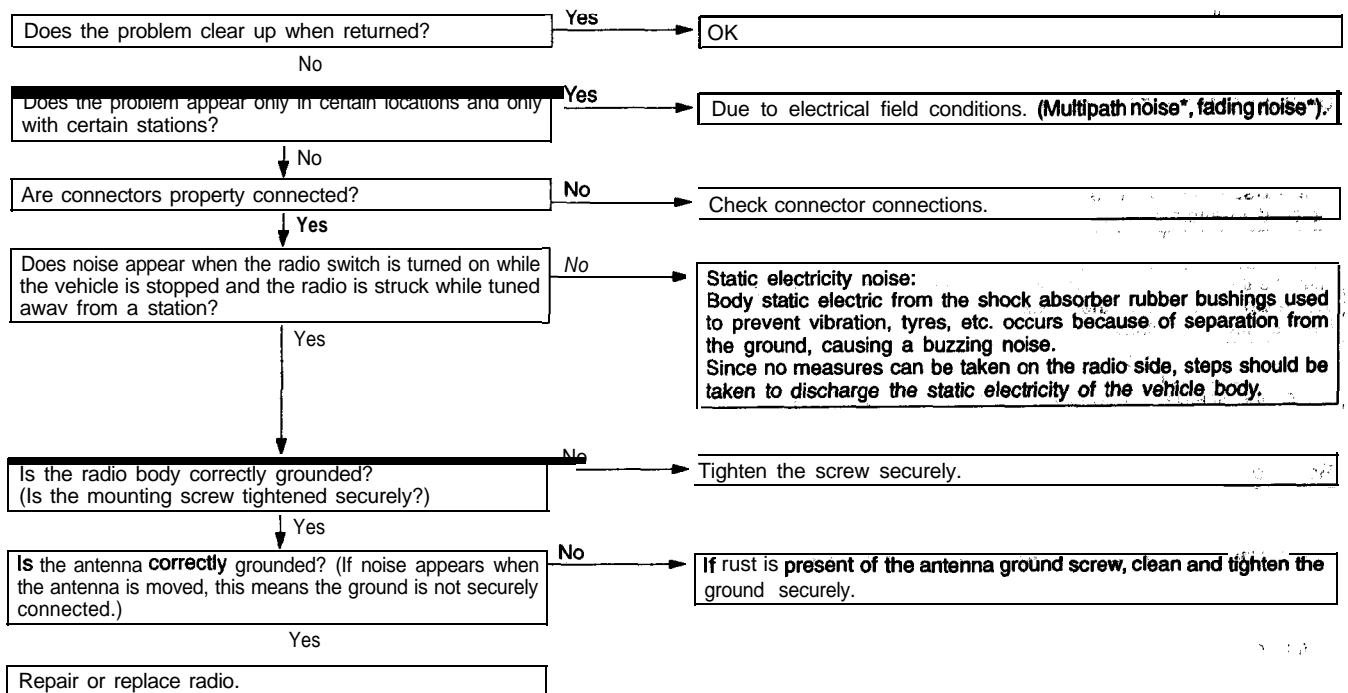 Does the problem clear up when returned?
Yes
OK
No
Does the problem appear only in certain locations and only
with certain stations?
Yes
Due to electrical field conditions. (Multipath noise*, fading noise*).
No
Are connectors property connected?
No
Check connector connections.
Yes
Does noise appear when the radio switch is turned on while
the vehicle is stopped and the radio is struck while tuned
away from a station?
No
Static electricity noise:
Body static electric from the shock absorber rubber bushings used
to prevent vibration, tyres, etc. occurs because of separation from
the ground, causing a buzzing noise.
Since no measures can be taken on the radio side, steps should be
taken to discharge the static electricity of the vehicle body.
Yes
Is the radio body correctly grounded?
(Is the mounting screw tightened securely?)
No
Tighten the screw securely.
Yes
Is the antenna correctly grounded? (If noise appears when
the antenna is moved, this means the ground is not securely
connected.)
No
If rust is present of the antenna ground screw, clean and tighten the
ground securely.
Yes
Repair or replace radio.